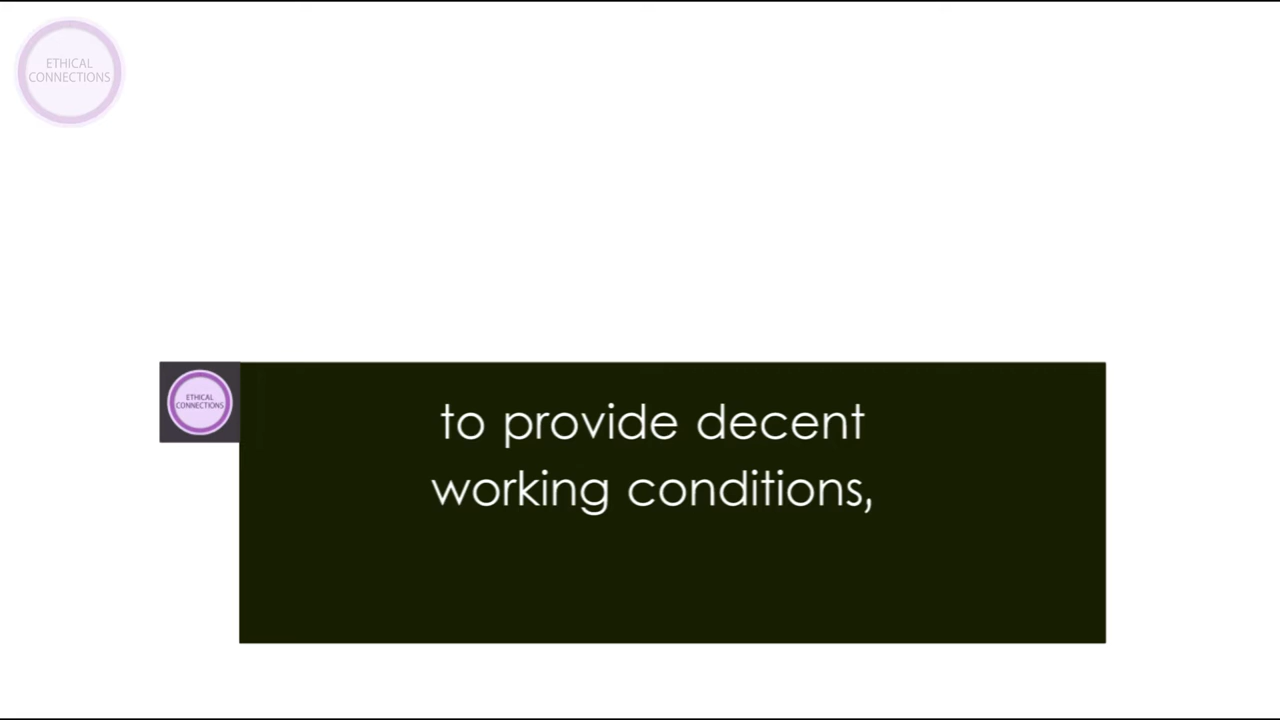 ETHICAL
CONNECTIONS
ETHICAL
CONNECTIONS
to provide decent
working conditions,